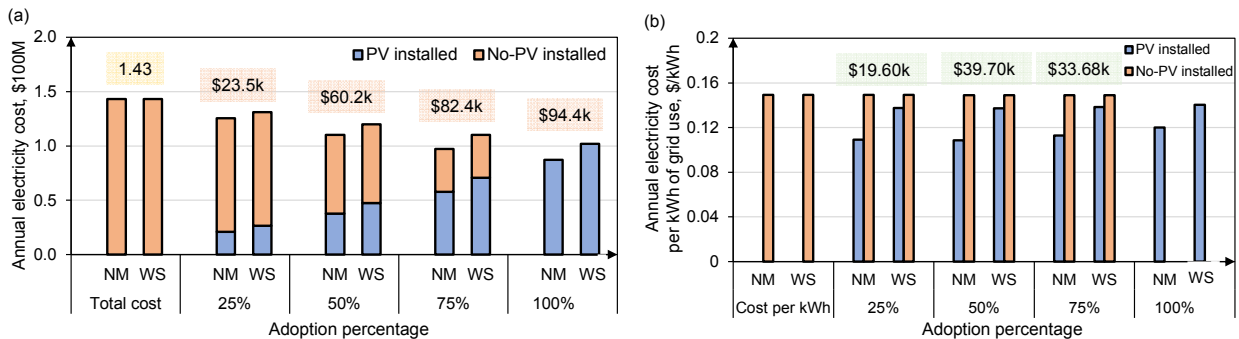 (a)
Annual electricity cost, $100M
2.0
1.5
1.0
0.5
0.0
PV installed
No-PV installed
1.43
$23.5k
$60.2k
$82.4k
$94.4k
NM WS NM WS NM WS NM WS NM WS
Total cost 25% 50% 75% 100%
Adoption percentage
(b)
Annual electricity cost
per kWh of grid use, $/kWh
0.2
0.16
0.12
0.08
0.04
0
PV installed
No-PV installed
$19.60k
$39.70k
$33.68k
NM WS NM WS NM WS NM WS NM WS
Cost per kWh 25% 50% 75% 100%
Adoption percentage